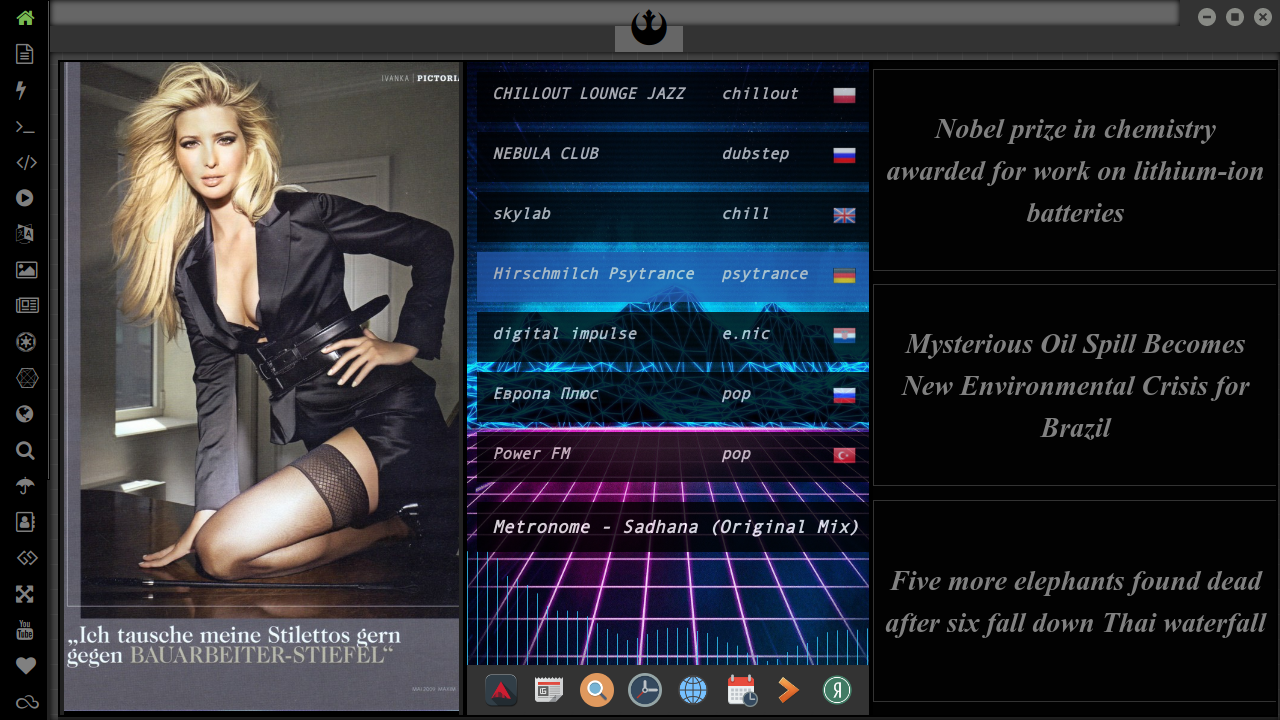 IVANKA | PICTORIA
„Ich tausche meine Stilettos gern
gegen BAUARBEITER-STIEFEL“
CHILLOUT LOUNGE JAZZ chillout
NEBULA CLUB dubstep
skylab chill
Hirschmilch Psytrance psytrance
digital impulse e.nic
Европа Плюс pop
Power FM pop
Metronome - Sadhana (Original Mix)
Nobel prize in chemistry
awarded for work on lithium-ion
batteries
Mysterious Oil Spill Becomes
New Environmental Crisis for
Brazil
Five more elephants found dead
after six fall down Thai waterfall
You
Tube
Я